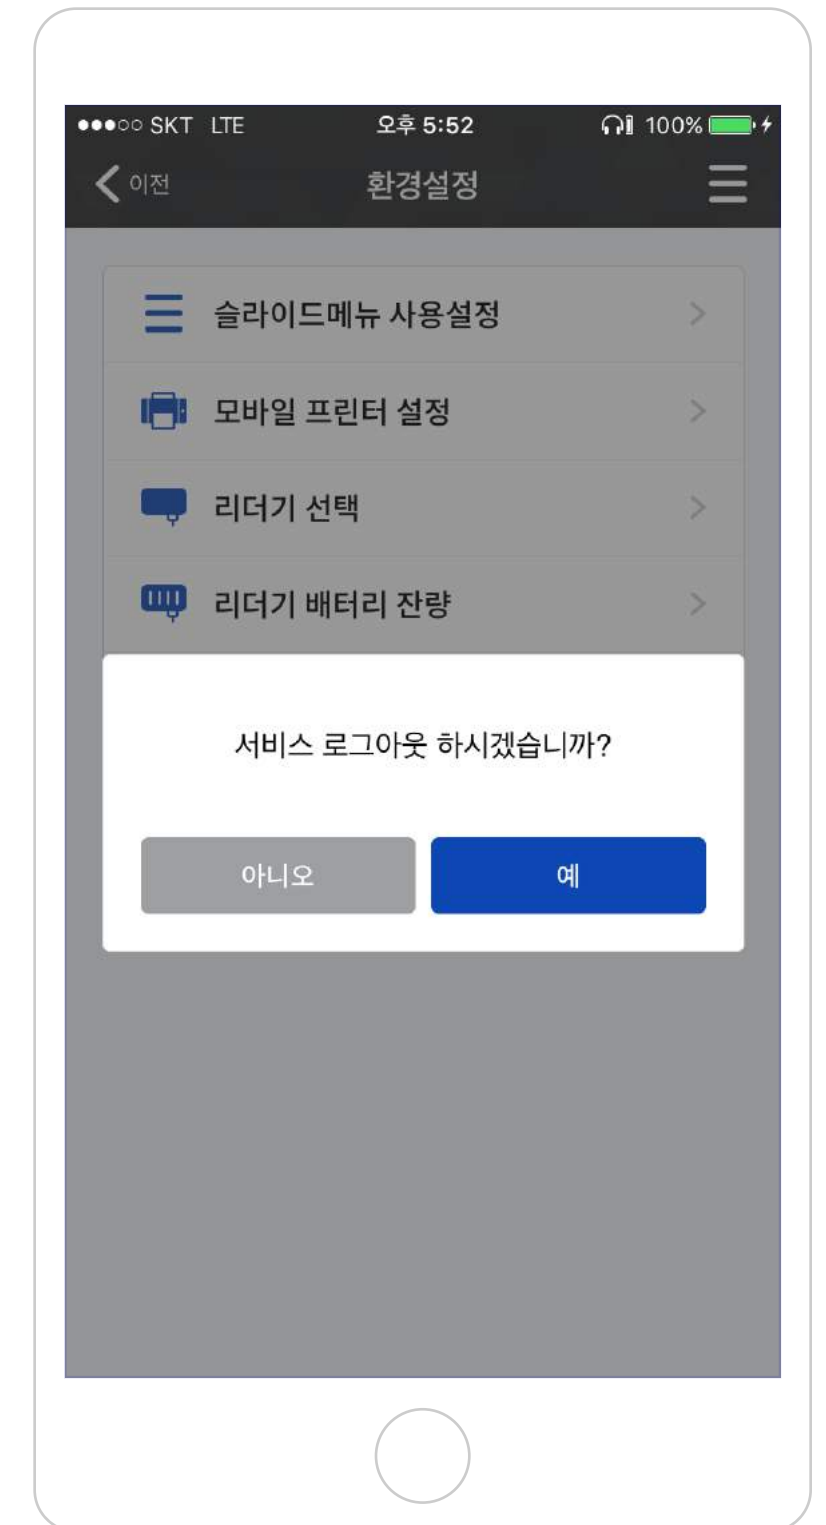 SKT LTE 오후 5:52 100%
이전 환경설정
슬라이드메뉴 사용설정
모바일 프린터 설정
리더기 선택
리더기 배터리 잔량
서비스 로그아웃 하시겠습니까?
아니오 예